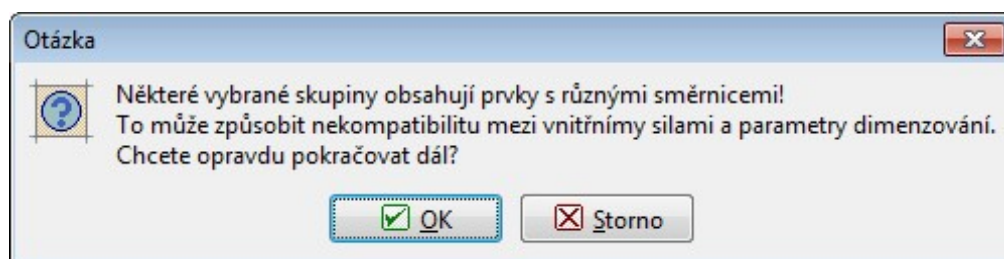 Otázka
Některé vybrané skupiny obsahují prvky s různými směrnicemi!
To může způsobit nekompatibilitu mezi vnitřnímy silami a parametry dimenzování.
Chcete opravdu pokračovat dál?
OK Storno